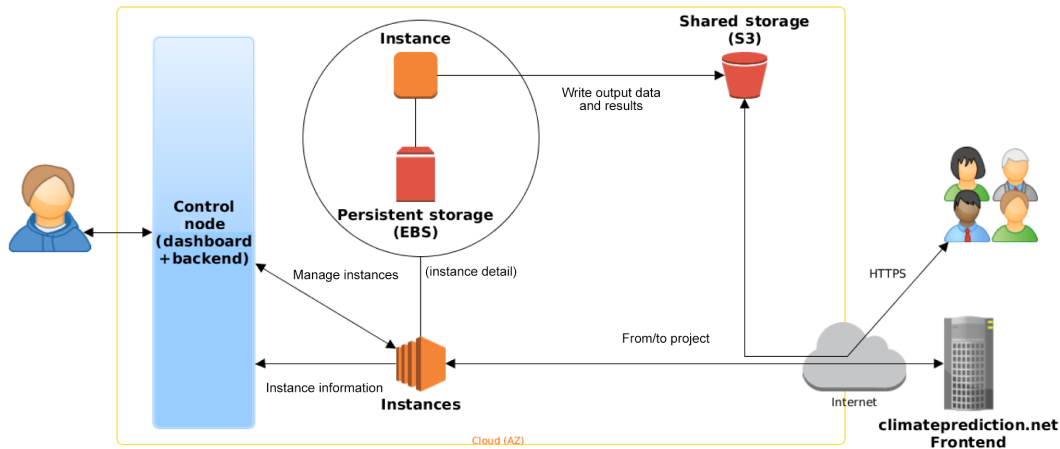 Instance
Shared storage
(S3)
Write output data
and results
Persistent storage
(EBS)
Control
node
(dashboard
+backend)
Manage instances
(instance detail)
HTTPS
From/to project
Instance information
Instances
Internet
climateprediction.net
Frontend
Cloud (AZ)